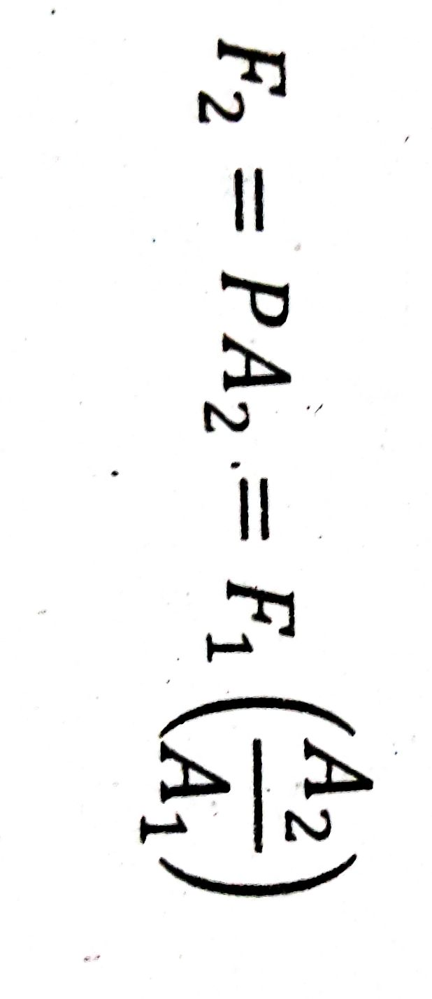 F₂ = PA₂ = F₁ (A₂/A₁)